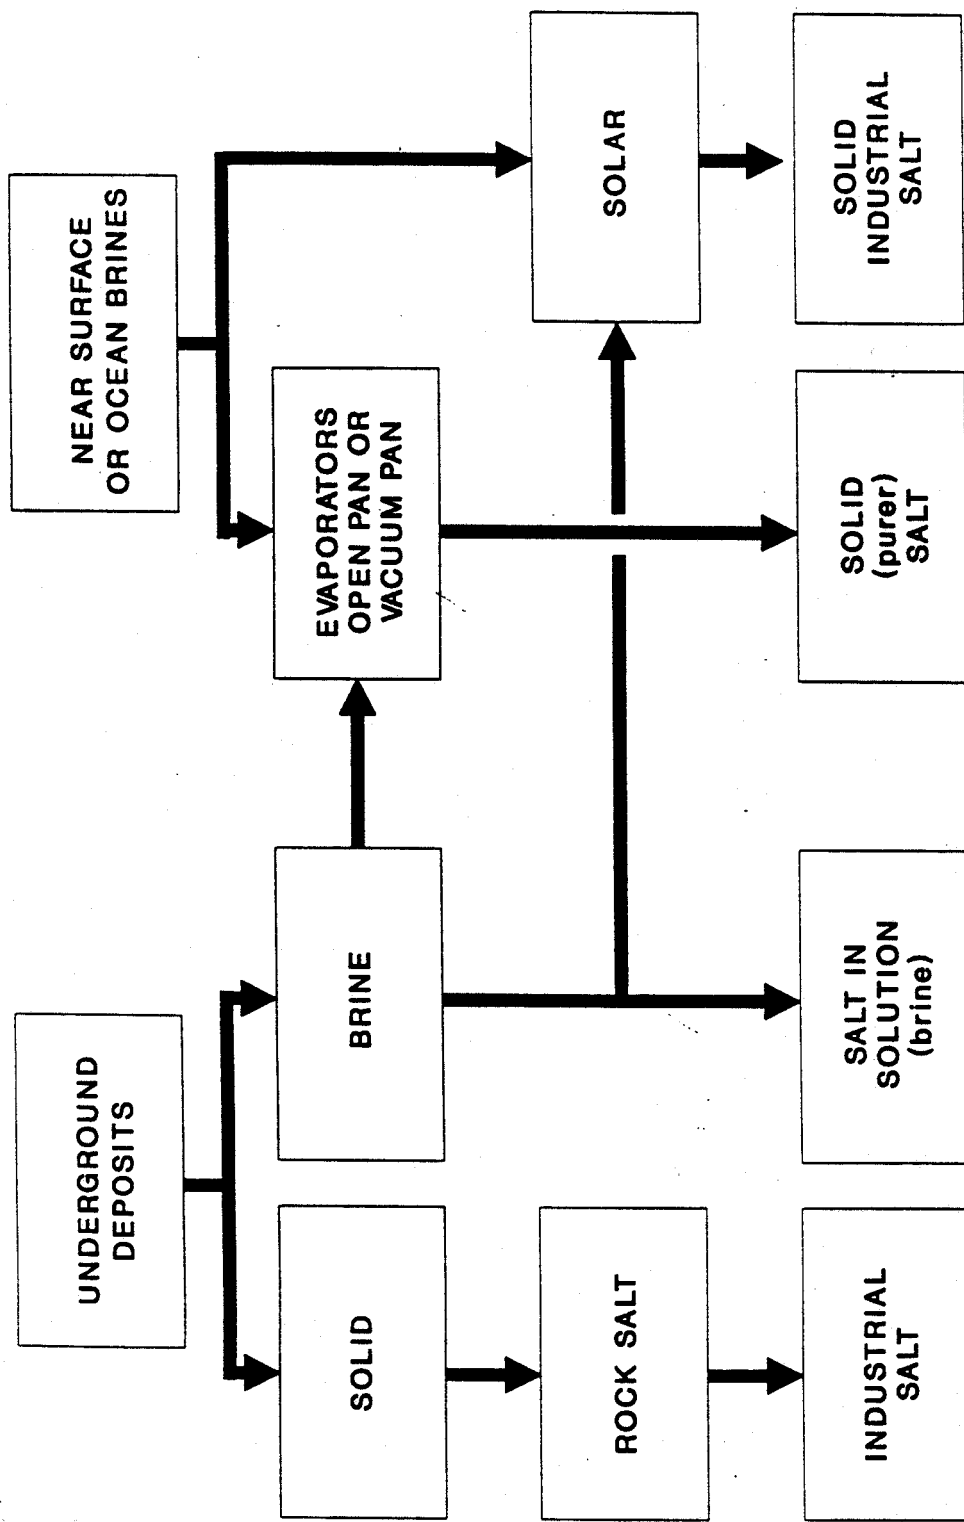 UNDERGROUND
DEPOSITS
NEAR SURFACE
OR OCEAN BRINES
SOLID
BRINE
EVAPORATORS
OPEN PAN OR
VACUUM PAN
ROCK SALT
SOLAR
INDUSTRIAL
SALT
SALT IN
SOLUTION
(brine)
SOLID
(purer)
SALT
SOLID
INDUSTRIAL
SALT